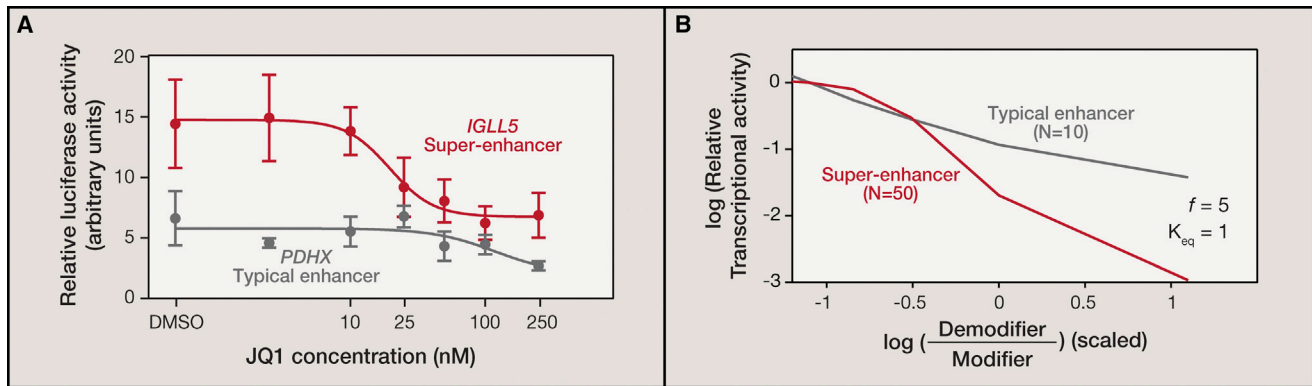 A
Relative luciferase activity
(arbitrary units)
20
15
10
5
0
IGLL5
Super-enhancer
PDHX
Typical enhancer
DMSO
10
25
100
250
JQ1 concentration (nM)
B
log (Relative
Transcriptional activity)
0
-1
-2
-3
Typical enhancer
(N=10)
Super-enhancer
(N=50)
f = 5
Keq = 1
-1
-0.5
0
0.5
1
log ( Demodifier / Modifier ) (scaled)